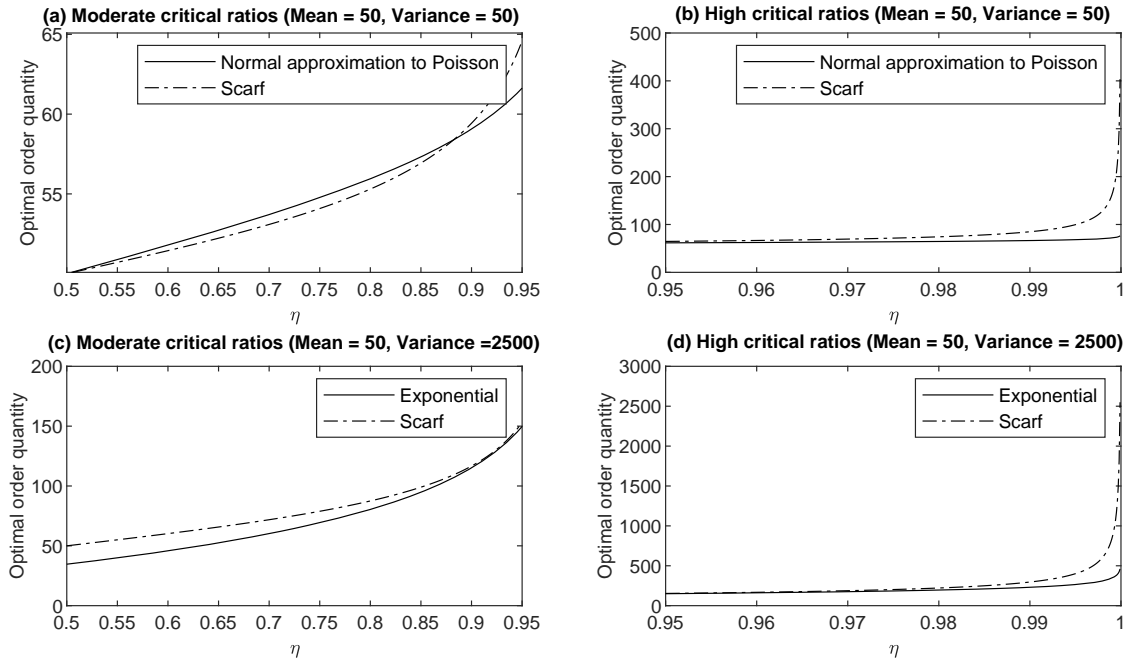 (a) Moderate critical ratios (Mean = 50, Variance = 50)
65
60
55
Optimal order quantity
Normal approximation to Poisson
Scarf
0.5 0.55 0.6 0.65 0.7 0.75 0.8 0.85 0.9 0.95
η
(b) High critical ratios (Mean = 50, Variance = 50)
500
400
300
200
100
0
Optimal order quantity
Normal approximation to Poisson
Scarf
0.95 0.96 0.97 0.98 0.99 1
η
(c) Moderate critical ratios (Mean = 50, Variance =2500)
200
150
100
50
0
Optimal order quantity
Exponential
Scarf
0.5 0.55 0.6 0.65 0.7 0.75 0.8 0.85 0.9 0.95
η
(d) High critical ratios (Mean = 50, Variance = 2500)
3000
2500
2000
1500
1000
500
0
Optimal order quantity
Exponential
Scarf
0.95 0.96 0.97 0.98 0.99 1
η